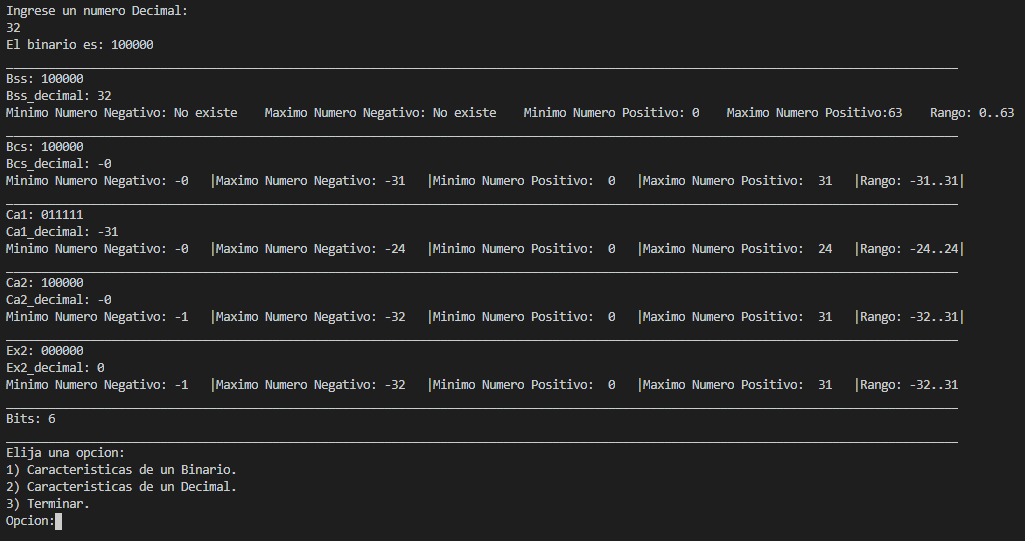 Ingrese un numero Decimal:
32
El binario es: 100000
Bss: 100000
Bss_decimal: 32
Minimo Numero Negativo: No existe    Maximo Numero Negativo: No existe    Minimo Numero Positivo: 0    Maximo Numero Positivo:63    Rango: 0..63
Bcs: 100000
Bcs_decimal: -0
Minimo Numero Negativo: -0   |Maximo Numero Negativo: -31   |Minimo Numero Positivo:  0   |Maximo Numero Positivo:  31   |Rango: -31..31|
Ca1: 011111
Ca1_decimal: -31
Minimo Numero Negativo: -0   |Maximo Numero Negativo: -24   |Minimo Numero Positivo:  0   |Maximo Numero Positivo:  24   |Rango: -24..24|
Ca2: 100000
Ca2_decimal: -0
Minimo Numero Negativo: -1   |Maximo Numero Negativo: -32   |Minimo Numero Positivo:  0   |Maximo Numero Positivo:  31   |Rango: -32..31|
Ex2: 000000
Ex2_decimal: 0
Minimo Numero Negativo: -1   |Maximo Numero Negativo: -32   |Minimo Numero Positivo:  0   |Maximo Numero Positivo:  31   |Rango: -32..31
Bits: 6
Elija una opcion:
1) Caracteristicas de un Binario.
2) Caracteristicas de un Decimal.
3) Terminar.
Opcion: